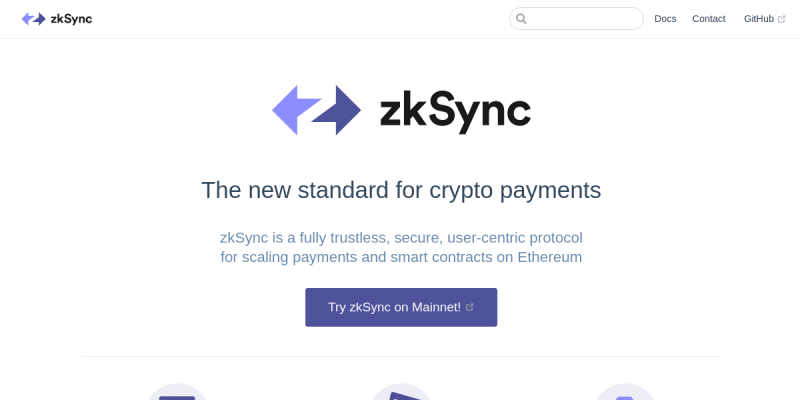 zkSync
Docs
Contact
GitHub
zkSync
The new standard for crypto payments
zkSync is a fully trustless, secure, user-centric protocol
for scaling payments and smart contracts on Ethereum
Try zkSync on Mainnet!